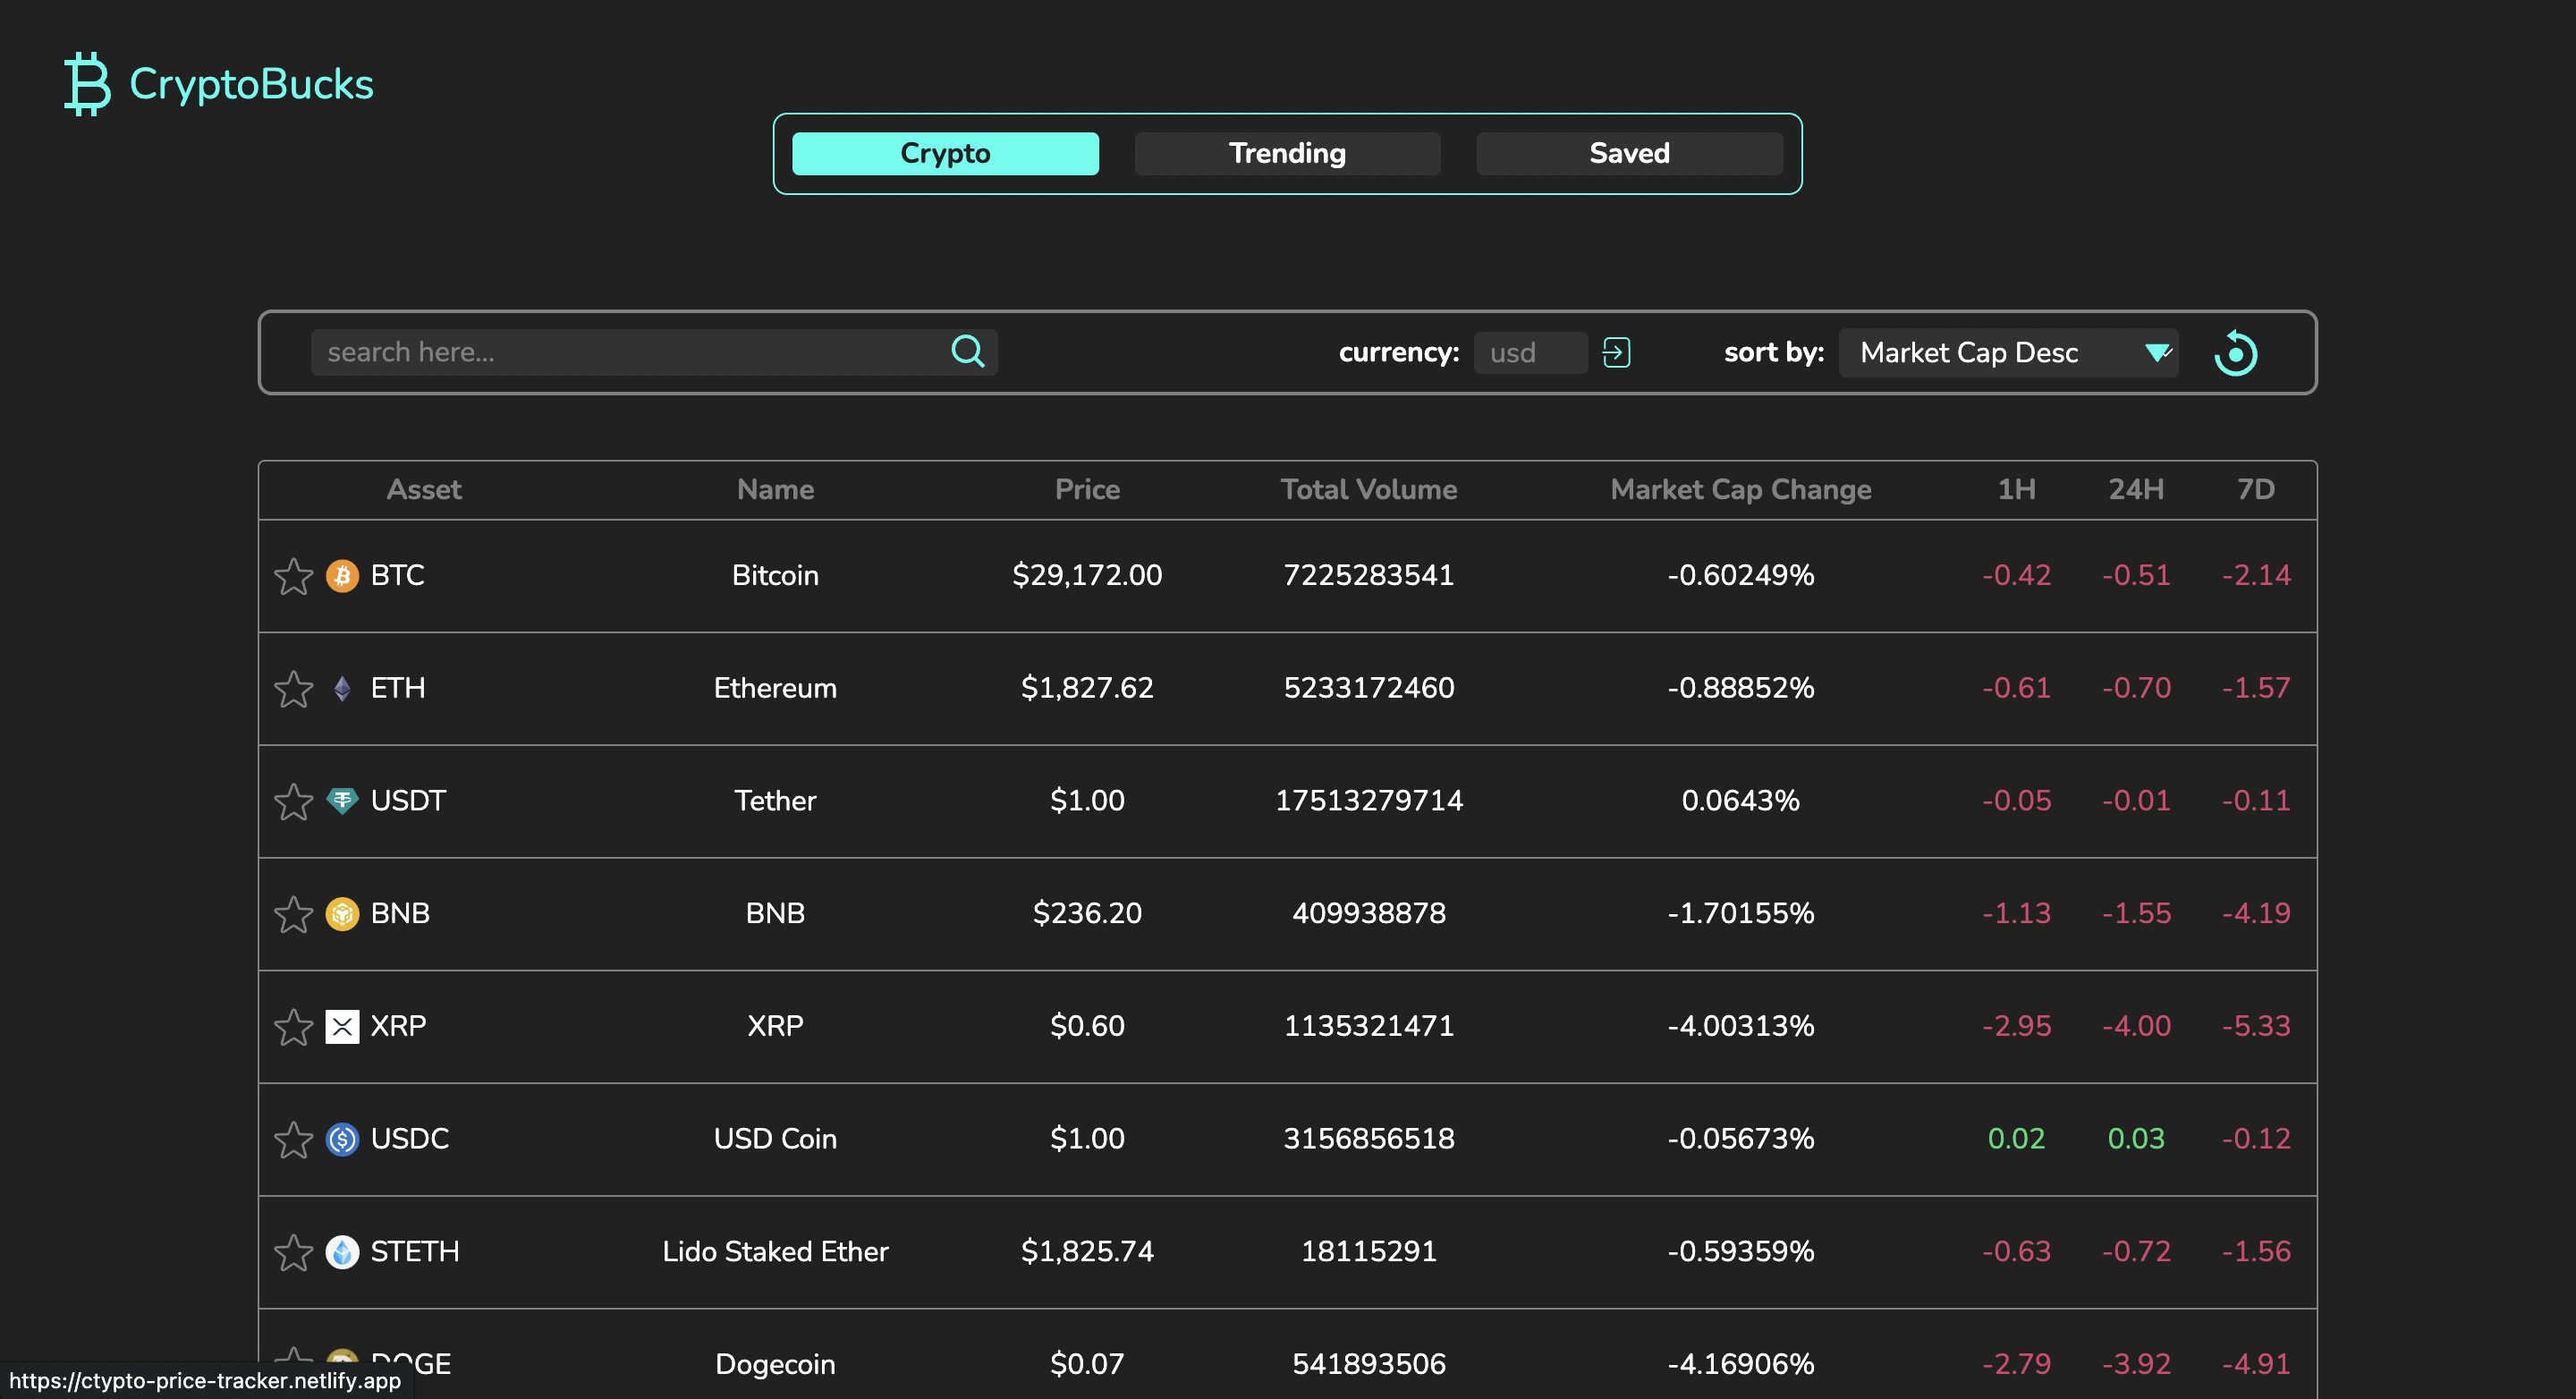 CryptoBucks
Crypto Trending Saved
search here... currency: usd sort by: Market Cap Desc
Asset Name Price Total Volume Market Cap Change 1H 24H 7D
BTC Bitcoin $29,172.00 7225283541 -0.60249% -0.42 -0.51 -2.14
ETH Ethereum $1,827.62 5233172460 -0.88852% -0.61 -0.70 -1.57
USDT Tether $1.00 17513279714 0.0643% -0.05 -0.01 -0.11
BNB BNB $236.20 409938878 -1.70155% -1.13 -1.55 -4.19
XRP XRP $0.60 1135321471 -4.00313% -2.95 -4.00 -5.33
USDC USD Coin $1.00 3156856518 -0.05673% 0.02 0.03 -0.12
STETH Lido Staked Ether $1,825.74 18115291 -0.59359% -0.63 -0.72 -1.56
DOGE Dogecoin $0.07 541893506 -4.16906% -2.79 -3.92 -4.91
https://ctypto-price-tracker.netlify.app